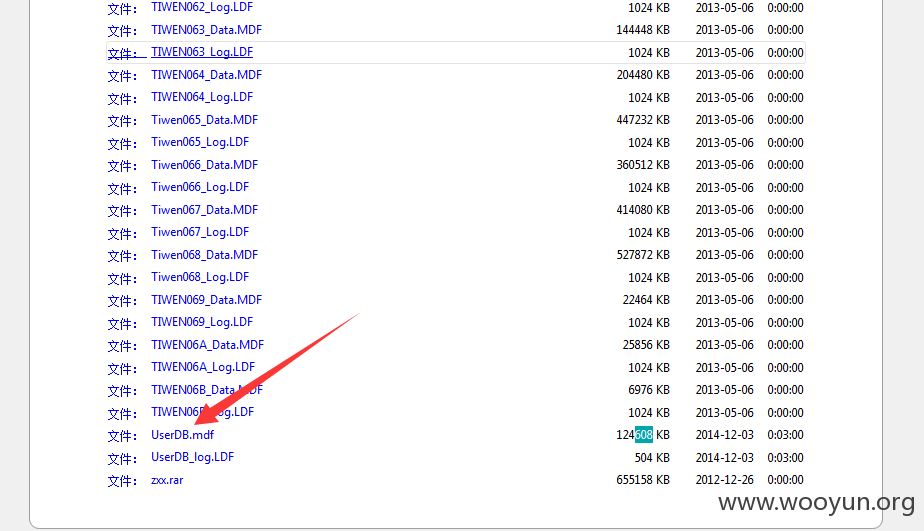 文件： TIWEN062_Log.LDF 1024 KB 2013-05-06 0:00:00
文件： TIWEN063_Data.MDF 144448 KB 2013-05-06 0:00:00
文件： TIWEN063_Log.LDF 1024 KB 2013-05-06 0:00:00
文件： TIWEN064_Data.MDF 204480 KB 2013-05-06 0:00:00
文件： TIWEN064_Log.LDF 1024 KB 2013-05-06 0:00:00
文件： Tiwen065_Data.MDF 447232 KB 2013-05-06 0:00:00
文件： Tiwen065_Log.LDF 1024 KB 2013-05-06 0:00:00
文件： Tiwen066_Data.MDF 360512 KB 2013-05-06 0:00:00
文件： Tiwen066_Log.LDF 1024 KB 2013-05-06 0:00:00
文件： Tiwen067_Data.MDF 414080 KB 2013-05-06 0:00:00
文件： Tiwen067_Log.LDF 1024 KB 2013-05-06 0:00:00
文件： Tiwen068_Data.MDF 527872 KB 2013-05-06 0:00:00
文件： Tiwen068_Log.LDF 1024 KB 2013-05-06 0:00:00
文件： TIWEN069_Data.MDF 22464 KB 2013-05-06 0:00:00
文件： TIWEN069_Log.LDF 1024 KB 2013-05-06 0:00:00
文件： TIWEN06A_Data.MDF 25856 KB 2013-05-06 0:00:00
文件： TIWEN06A_Log.LDF 1024 KB 2013-05-06 0:00:00
文件： TIWEN06B_Data.MDF 6976 KB 2013-05-06 0:00:00
文件： TIWEN06B_Log.LDF 1024 KB 2013-05-06 0:00:00
文件： UserDB.mdf 124608 KB 2014-12-03 0:03:00
文件： UserDB_log.LDF 504 KB 2014-12-03 0:03:00
文件： zxx.rar 655158 KB 2012-12-26 0:00:00
www.wooyun.org